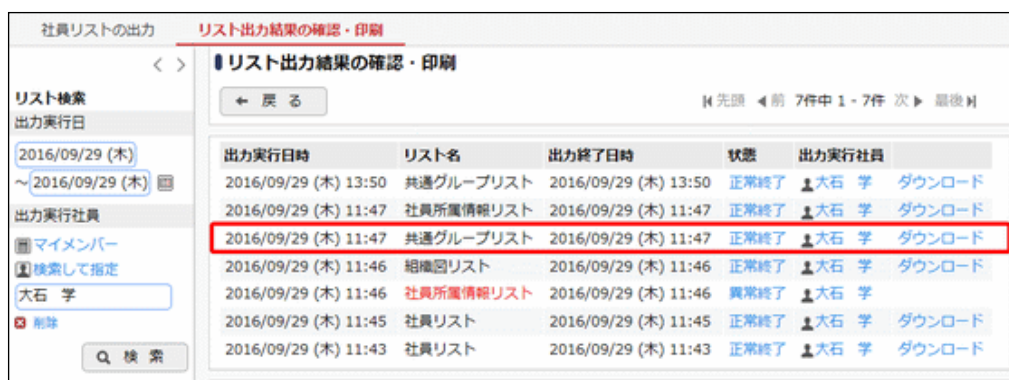 社員リストの出力 リスト出力結果の確認・印刷
リスト検索
出力実行日
2016/09/29 (木)
～2016/09/29 (木)
出力実行社員
マイメンバー
検索して指定
大石 学
削除
検索
リスト出力結果の確認・印刷
戻る
先頭 前 7件中 1 - 7件 次 最後
出力実行日時 リスト名 出力終了日時 状態 出力実行社員
2016/09/29 (木) 13:50 共通グループリスト 2016/09/29 (木) 13:50 正常終了 大石 学 ダウンロード
2016/09/29 (木) 11:47 社員所属情報リスト 2016/09/29 (木) 11:47 正常終了 大石 学 ダウンロード
2016/09/29 (木) 11:47 共通グループリスト 2016/09/29 (木) 11:47 正常終了 大石 学 ダウンロード
2016/09/29 (木) 11:46 組織図リスト 2016/09/29 (木) 11:46 正常終了 大石 学 ダウンロード
2016/09/29 (木) 11:46 社員所属情報リスト 2016/09/29 (木) 11:46 異常終了 大石 学
2016/09/29 (木) 11:45 社員リスト 2016/09/29 (木) 11:45 正常終了 大石 学 ダウンロード
2016/09/29 (木) 11:43 社員リスト 2016/09/29 (木) 11:43 正常終了 大石 学 ダウンロード